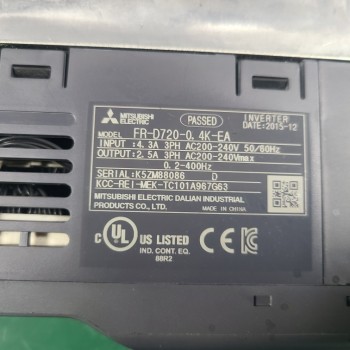 MITSUBISHI ELECTRIC PASSED INVERTER
DATE:2015-12
MODEL FR-D720-0.4K-EA
INPUT :4.3A 3PH AC200-240V 50/60Hz
OUTPUT:2.5A 3PH AC200-240Vmax
0.2-400Hz
SERIAL:K5ZM88086 D
KCC-REI-MEK-TC101A967G63
MITSUBISHI ELECTRIC DALIAN INDUSTRIAL
PRODUCTS CO., LTD. MADE IN CHINA
C UL US LISTED
IND. CONT. EQ.
88R2